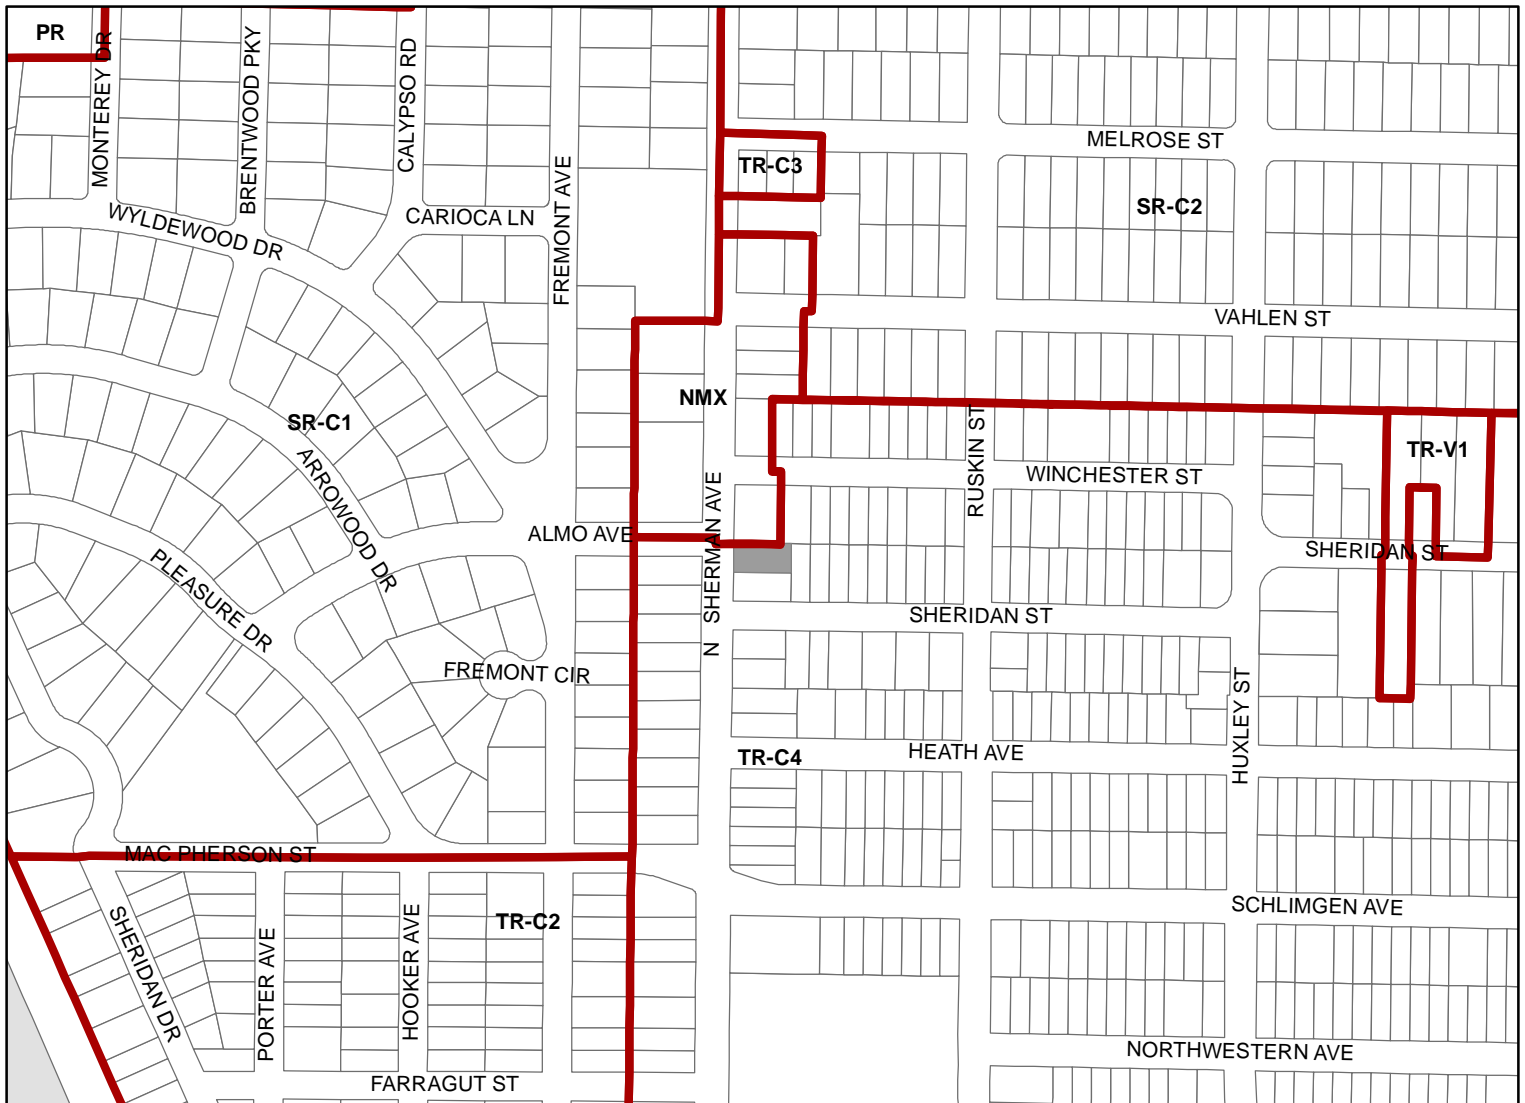 PR
MONTEREY DR
BRENTWOOD PKY
CALYPSO RD
FREMONT AVE
MELROSE ST
TR-C3
SR-C2
CARIOCA LN
WYLDEWOOD DR
VAHLEN ST
NMX
SR-C1
RUSKIN ST
TR-V1
WINCHESTER ST
ARROWOOD DR
ALMO AVE
N SHERMAN AVE
SHERIDAN ST
PLEASURE DR
SHERIDAN ST
FREMONT CIR
HUXLEY ST
HEATH AVE
TR-C4
MAC PHERSON ST
SCHLIMGEN AVE
TR-C2
SHERIDAN DR
PORTER AVE
HOOKER AVE
NORTHWESTERN AVE
FARRAGUT ST